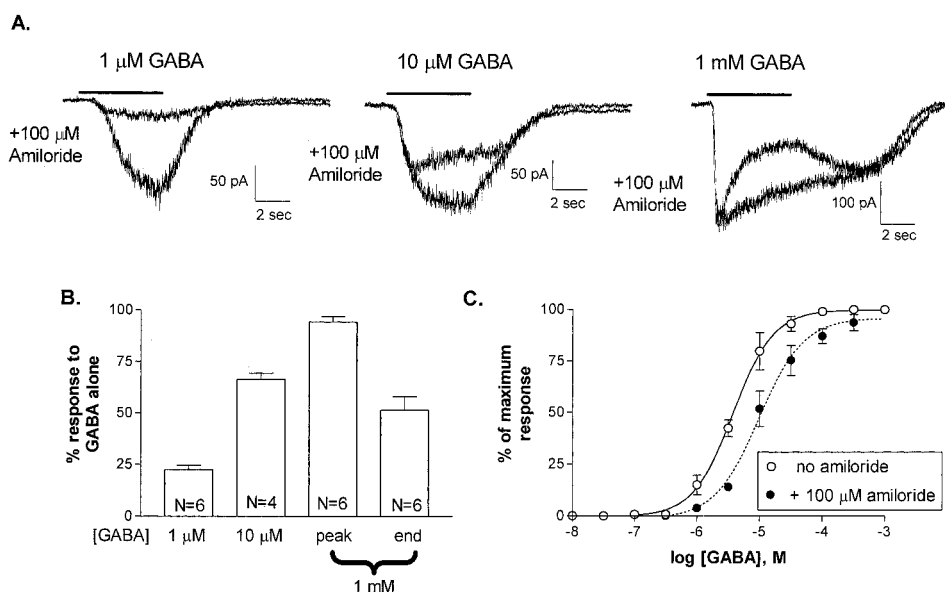 A.
1 µM GABA
10 µM GABA
1 mM GABA
+100 µM
Amiloride
50 pA
2 sec
+100 µM
Amiloride
50 pA
2 sec
+100 µM
Amiloride
100 pA
2 sec
B.
% response to
GABA alone
100
75
50
25
0
N=6
N=4
N=6
N=6
[GABA]
1 µM
10 µM
peak
end
1 mM
C.
% of maximum
response
100
75
50
25
0
-8
-7
-6
-5
-4
-3
log [GABA], M
no amiloride
+ 100 µM amiloride